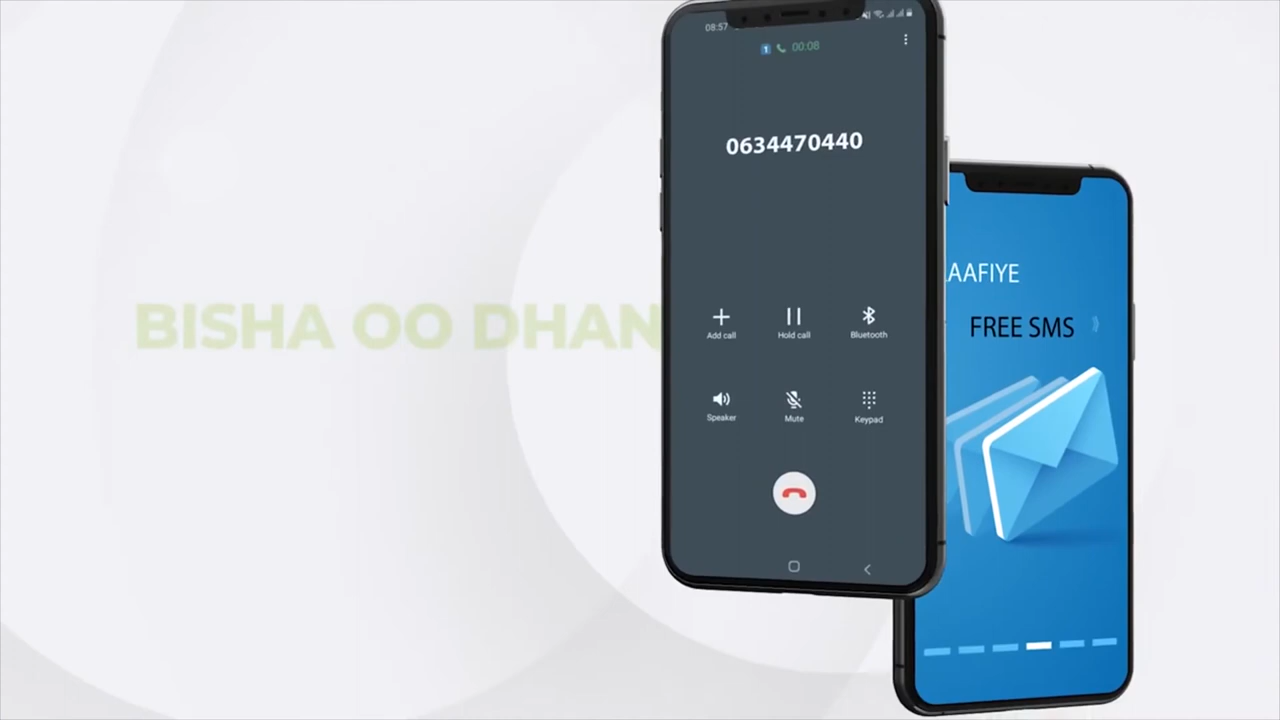 08:57
1 00:08
0634470440
BISHA OO DHAN
Add call
Hold call
Bluetooth
Speaker
Mute
Keypad
AAFIYE
FREE SMS